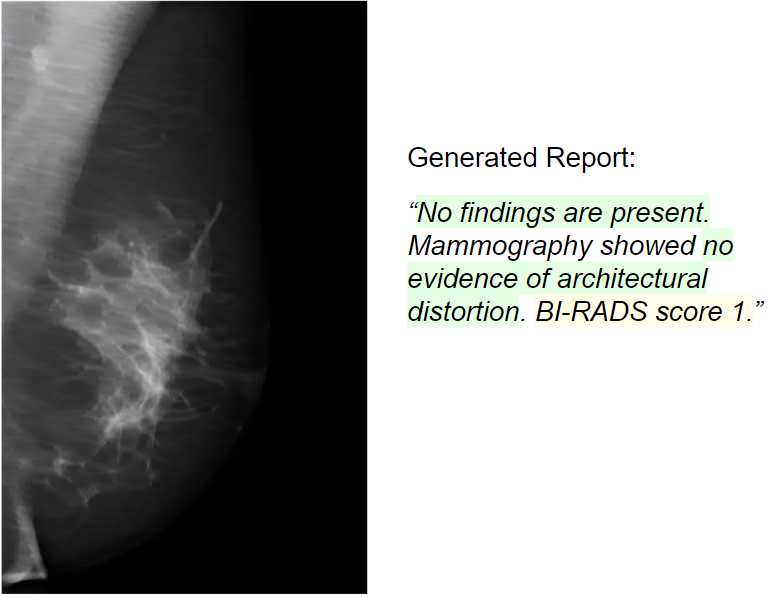 Generated Report:
“No findings are present.
Mammography showed no
evidence of architectural
distortion. BI-RADS score 1.”